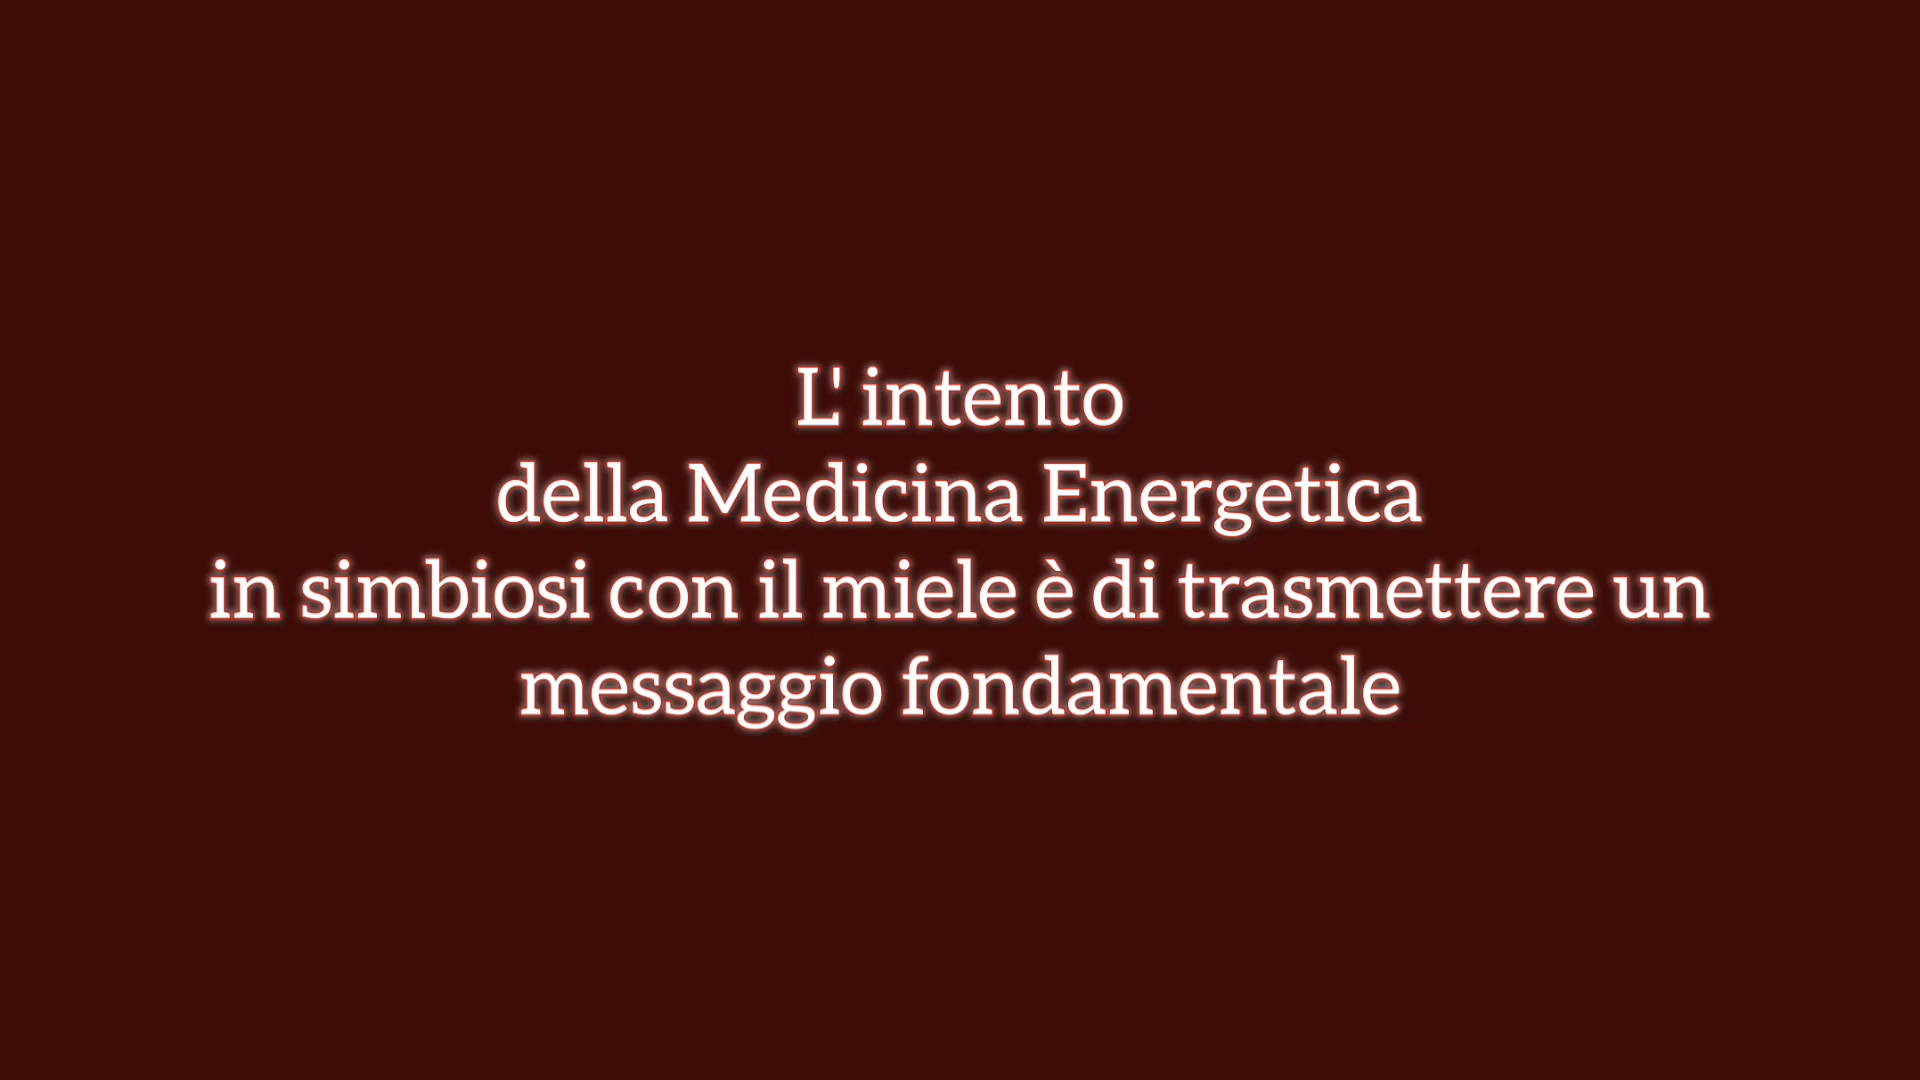 L' intento
della Medicina Energetica
in simbiosi con il miele è di trasmettere un
messaggio fondamentale